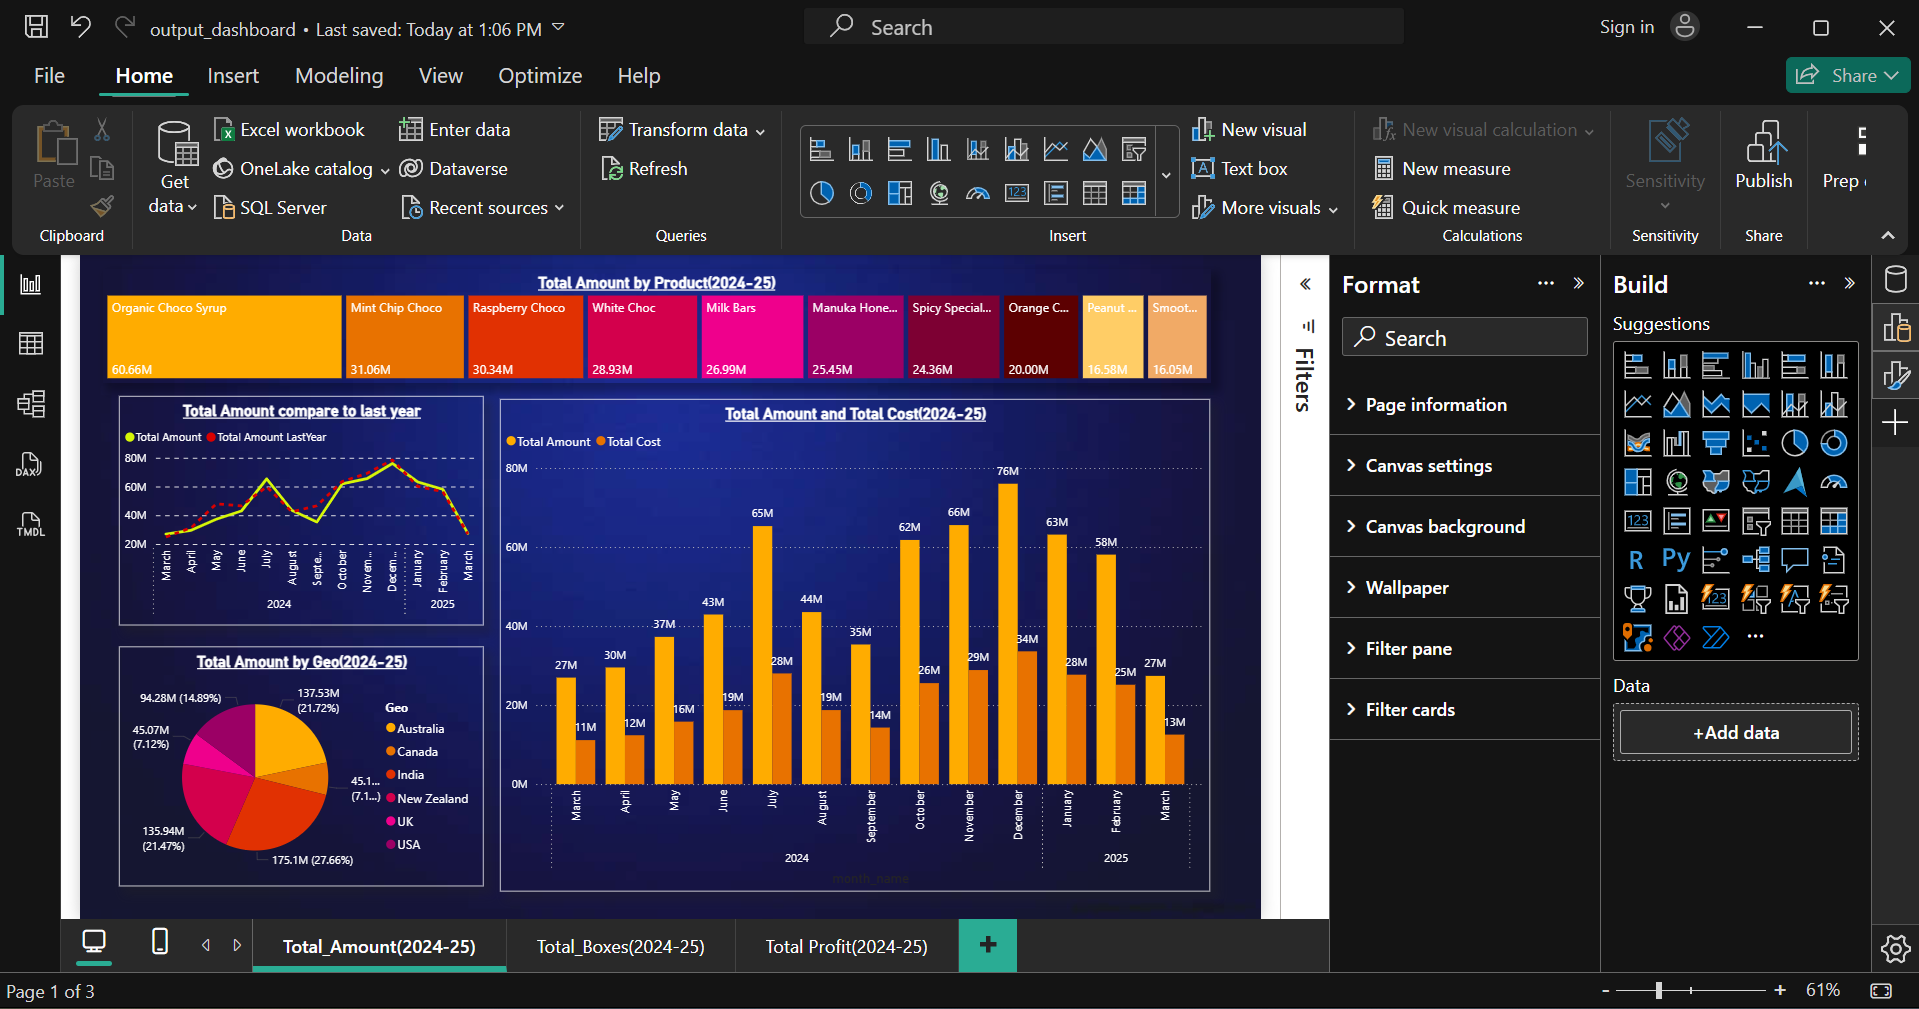 output_dashboard • Last saved: Today at 1:06 PM
Search
Sign in
File
Home
Insert
Modeling
View
Optimize
Help
Share
Paste
Clipboard
Get
data
Excel workbook
OneLake catalog
SQL Server
Enter data
Dataverse
Recent sources
Data
Transform data
Refresh
Queries
123
Insert
New visual
Text box
More visuals
New visual calculation
New measure
Quick measure
Calculations
Sensitivity
Sensitivity
Publish
Share
Prep
DAX
TMDL
Total Amount by Product(2024-25)
Organic Choco Syrup
60.66M
Mint Chip Choco
31.06M
Raspberry Choco
30.34M
White Choc
28.93M
Milk Bars
26.99M
Manuka Hone...
25.45M
Spicy Special...
24.36M
Orange C...
20.00M
Peanut ...
16.58M
Smoot...
16.05M
Total Amount compare to last year
Total Amount
Total Amount LastYear
80M
60M
40M
20M
March
April
May
June
July
August
Septe...
October
Novem...
Decem...
January
February
March
2024
2025
Total Amount by Geo(2024-25)
94.28M (14.89%)
137.53M
(21.72%)
45.07M
(7.12%)
45.1...
(7.1...)
135.94M
(21.47%)
175.1M (27.66%)
Geo
Australia
Canada
India
New Zealand
UK
USA
Total Amount and Total Cost(2024-25)
Total Amount
Total Cost
80M
60M
40M
20M
0M
27M
11M
30M
12M
37M
16M
43M
19M
65M
28M
44M
19M
35M
14M
62M
26M
66M
29M
76M
34M
63M
28M
58M
25M
27M
13M
March
April
May
June
July
August
September
October
November
December
January
February
March
2024
2025
month_name
Filters
Format
Search
Page information
Canvas settings
Canvas background
Wallpaper
Filter pane
Filter cards
Build
Suggestions
123
R
Py
123
Data
+Add data
Total_Amount(2024-25)
Total_Boxes(2024-25)
Total Profit(2024-25)
Page 1 of 3
61%